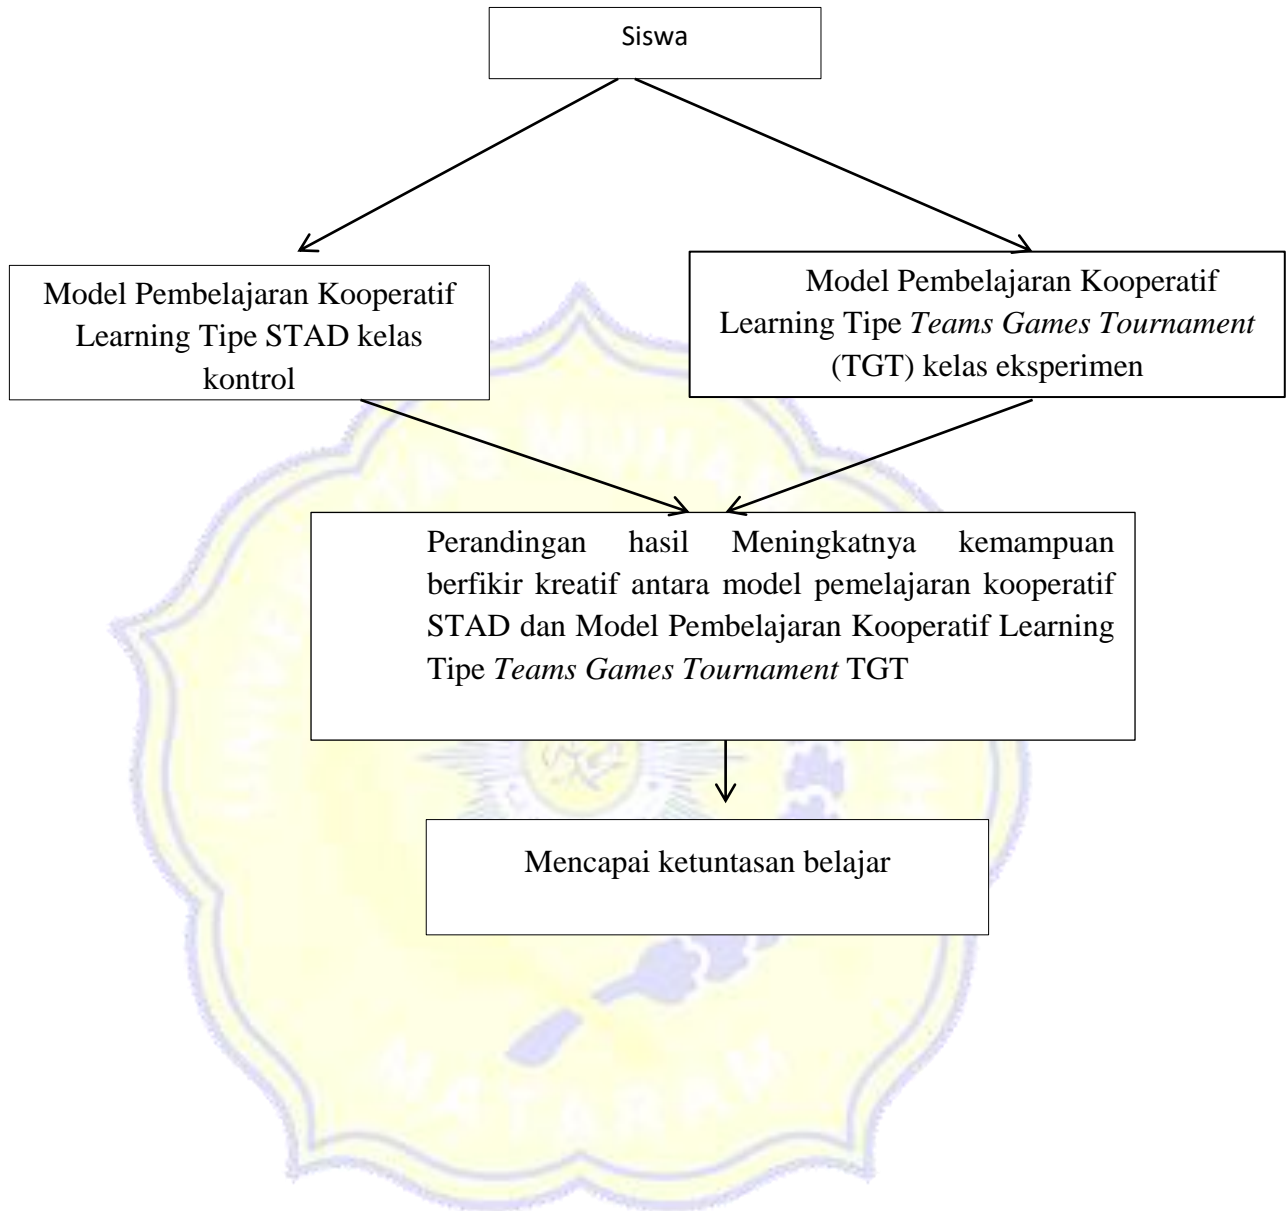 Siswa
Model Pembelajaran Kooperatif
Learning Tipe STAD kelas
kontrol
Model Pembelajaran Kooperatif
Learning Tipe Teams Games Tournament
(TGT) kelas eksperimen
Perandingan hasil Meningkatnya kemampuan
berfikir kreatif antara model pemelajaran kooperatif
STAD dan Model Pembelajaran Kooperatif Learning
Tipe Teams Games Tournament TGT
Mencapai ketuntasan belajar
MATARAM